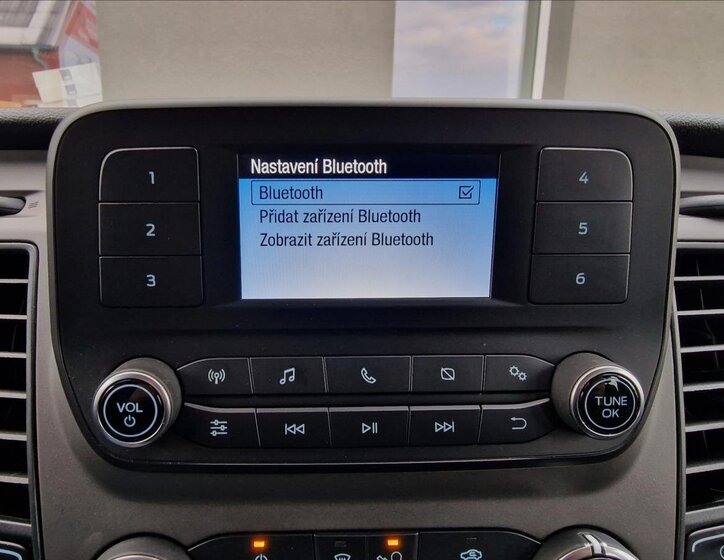 Nastavení Bluetooth
Bluetooth
Přidat zařízení Bluetooth
Zobrazit zařízení Bluetooth
1
2
3
4
5
6
VOL
TUNE
OK